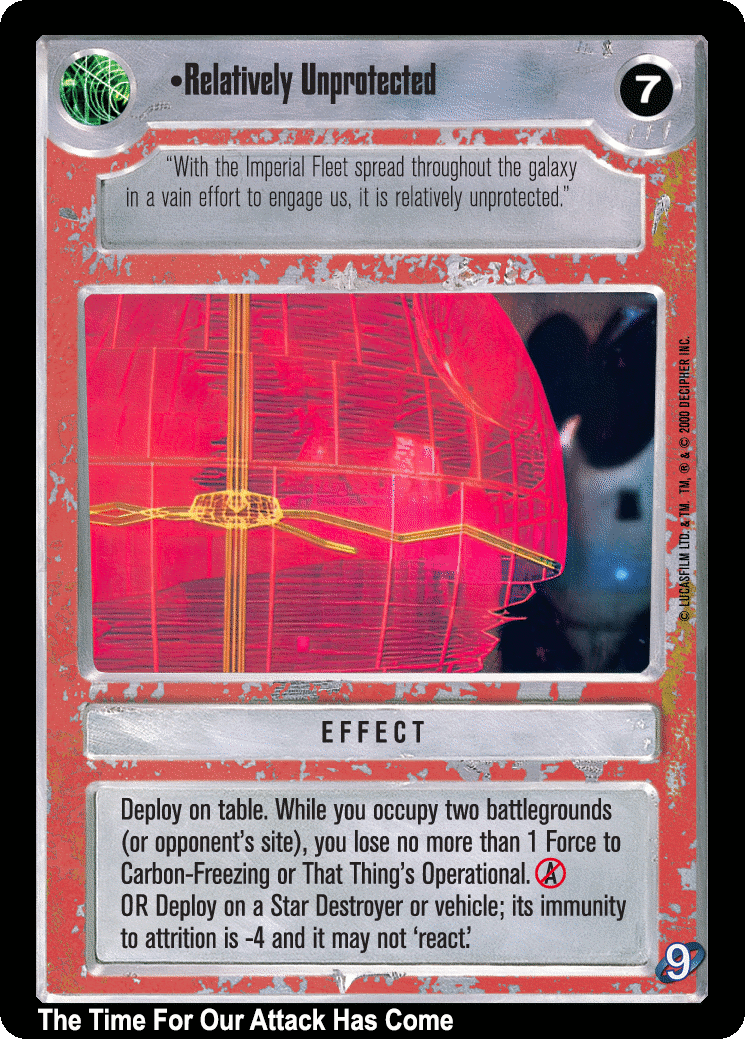 •Relatively Unprotected
7
“With the Imperial Fleet spread throughout the galaxy
in a vain effort to engage us, it is relatively unprotected.”
© LUCASFILM LTD. & TM. TM, ® & © 2000 DECIPHER INC.
EFFECT
Deploy on table. While you occupy two battlegrounds
(or opponent’s site), you lose no more than 1 Force to
Carbon-Freezing or That Thing’s Operational. A
OR Deploy on a Star Destroyer or vehicle; its immunity
to attrition is -4 and it may not ‘react.’
9
The Time For Our Attack Has Come